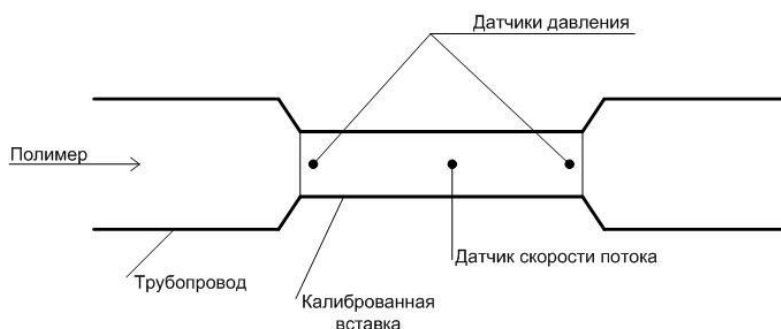 Датчики давления
Полимер
Датчик скорости потока
Трубопровод
Калиброванная
вставка